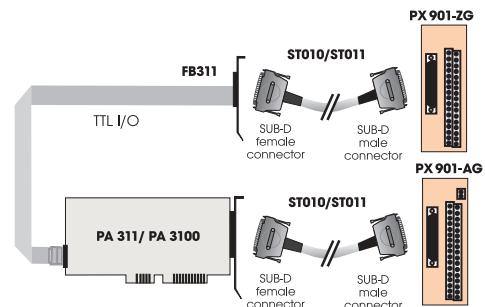 PX 901-ZG
ST010/ST011
FB311
TTL I/O
SUB-D
female
connector
SUB-D
male
connector
PX 901-AG
ST010/ST011
PA 311/ PA 3100
SUB-D
female
connector
SUB-D
male
connector